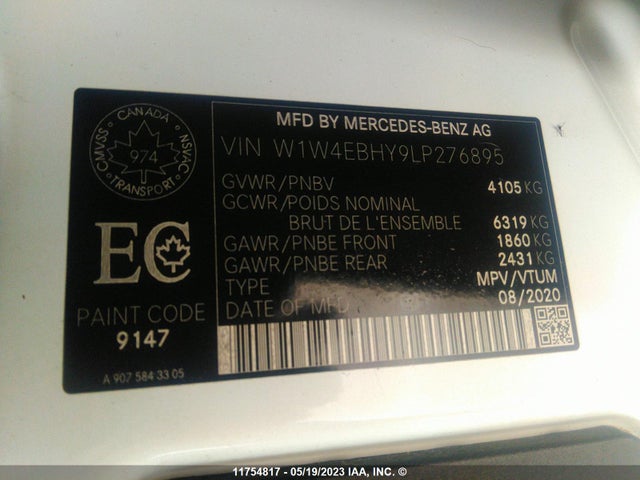 MFD BY MERCEDES-BENZ AG
VIN W1W4EBHY9LP276895
GVWR/PNBV 4105 KG
GCWR/POIDS NOMINAL
BRUT DE L'ENSEMBLE 6319 KG
GAWR/PNBE FRONT 1860 KG
GAWR/PNBE REAR 2431 KG
TYPE MPV/VTUM
DATE OF MFD 08/2020
CANADA
CMVSS 974 NSVAC
TRANSPORT
EC
PAINT CODE
9147
A 907 584 33 05
11754817 - 05/19/2023 IAA, INC. ©